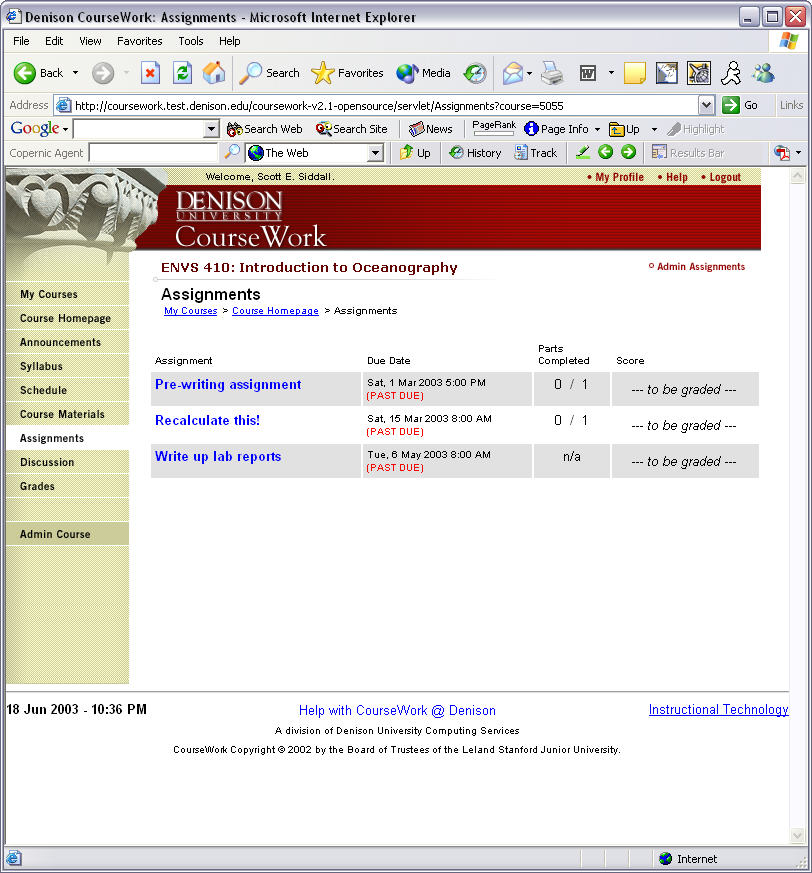 Denison CourseWork: Assignments - Microsoft Internet Explorer
File Edit View Favorites Tools Help
Back Search Favorites Media
Address http://coursework.test.denison.edu/coursework-v2.1-opensource/servlet/Assignments?course=5055 Go Links
Google Search Web Search Site News PageRank Page Info Up Highlight
Copernic Agent The Web Up History Track Results Bar
Welcome, Scott E. Siddall. • My Profile • Help • Logout
DENISON
UNIVERSITY
CourseWork
ENVS 410: Introduction to Oceanography Admin Assignments
Assignments
My Courses > Course Homepage > Assignments
My Courses
Course Homepage
Announcements
Syllabus
Schedule
Course Materials
Assignments
Discussion
Grades
Admin Course
Assignment Due Date Parts Completed Score
Pre-writing assignment Sat, 1 Mar 2003 5:00 PM 0 / 1 --- to be graded ---
(PAST DUE)
Recalculate this! Sat, 15 Mar 2003 8:00 AM 0 / 1 --- to be graded ---
(PAST DUE)
Write up lab reports Tue, 6 May 2003 8:00 AM n/a --- to be graded ---
(PAST DUE)
18 Jun 2003 - 10:36 PM Help with CourseWork @ Denison Instructional Technology
A division of Denison University Computing Services
CourseWork Copyright © 2002 by the Board of Trustees of the Leland Stanford Junior University.
Internet